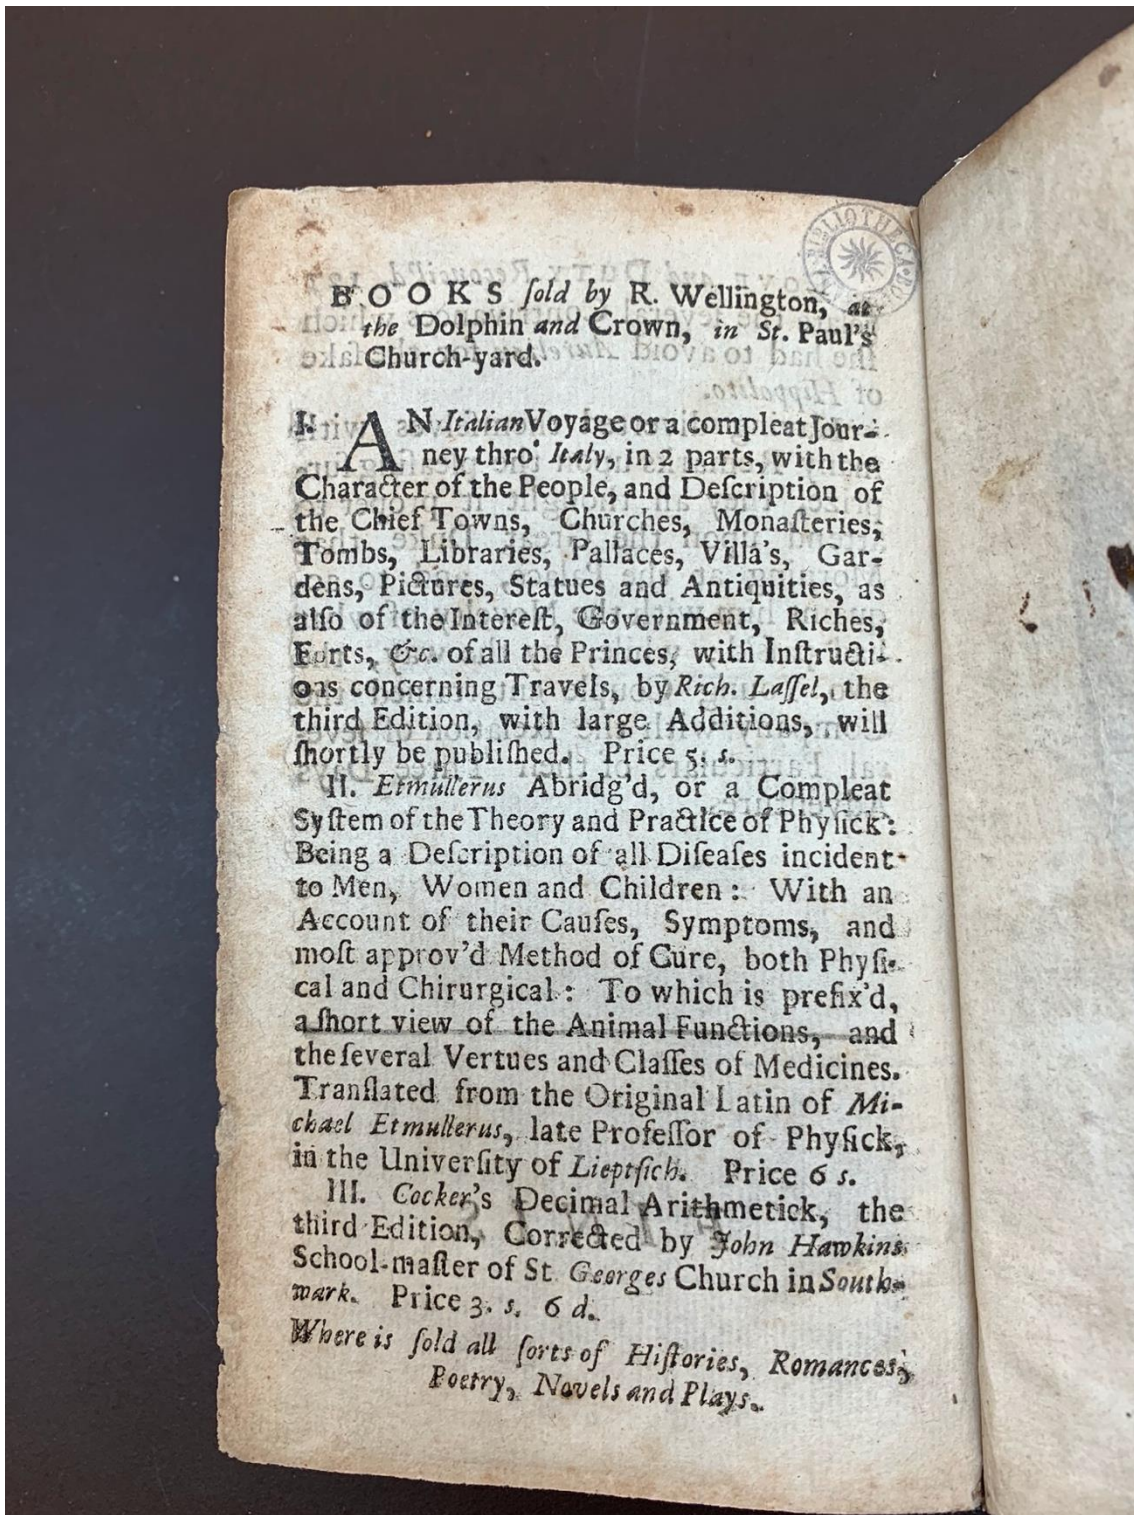 BIBLIOTHECA
BOOKS ſold by R. Wellington, at
the Dolphin and Crown, in St. Paul's
Church-yard.
I. AN Italian Voyage or a compleat Jour-
ney thro' Italy, in 2 parts, with the
Character of the People, and Deſcription of
the Chief Towns, Churches, Monaſteries,
Tombs, Libraries, Pallaces, Villa's, Gar-
dens, Pictures, Statues and Antiquities, as
alſo of the Intereſt, Government, Riches,
Forts, &c. of all the Princes, with Inſtructi-
ons concerning Travels, by Rich. Laſſel, the
third Edition, with large Additions, will
ſhortly be publiſhed. Price 5. s.
II. Etmullerus Abridg'd, or a Compleat
Syſtem of the Theory and Practice of Phyſick:
Being a Deſcription of all Diſeaſes incident
to Men, Women and Children: With an
Account of their Cauſes, Symptoms, and
moſt approv'd Method of Cure, both Phyſi-
cal and Chirurgical: To which is prefix'd,
a ſhort view of the Animal Functions, and
the ſeveral Vertues and Claſſes of Medicines.
Tranſlated from the Original Latin of Mi-
chael Etmullerus, late Profeſſor of Phyſick,
in the Univerſity of Lieptſich. Price 6 s.
III. Cocker's Decimal Arithmetick, the
third Edition, Corrected by John Hawkins
School-maſter of St Georges Church in South-
wark. Price 3. s. 6 d.
Where is ſold all ſorts of Hiſtories, Romances,
Poetry, Novels and Plays.